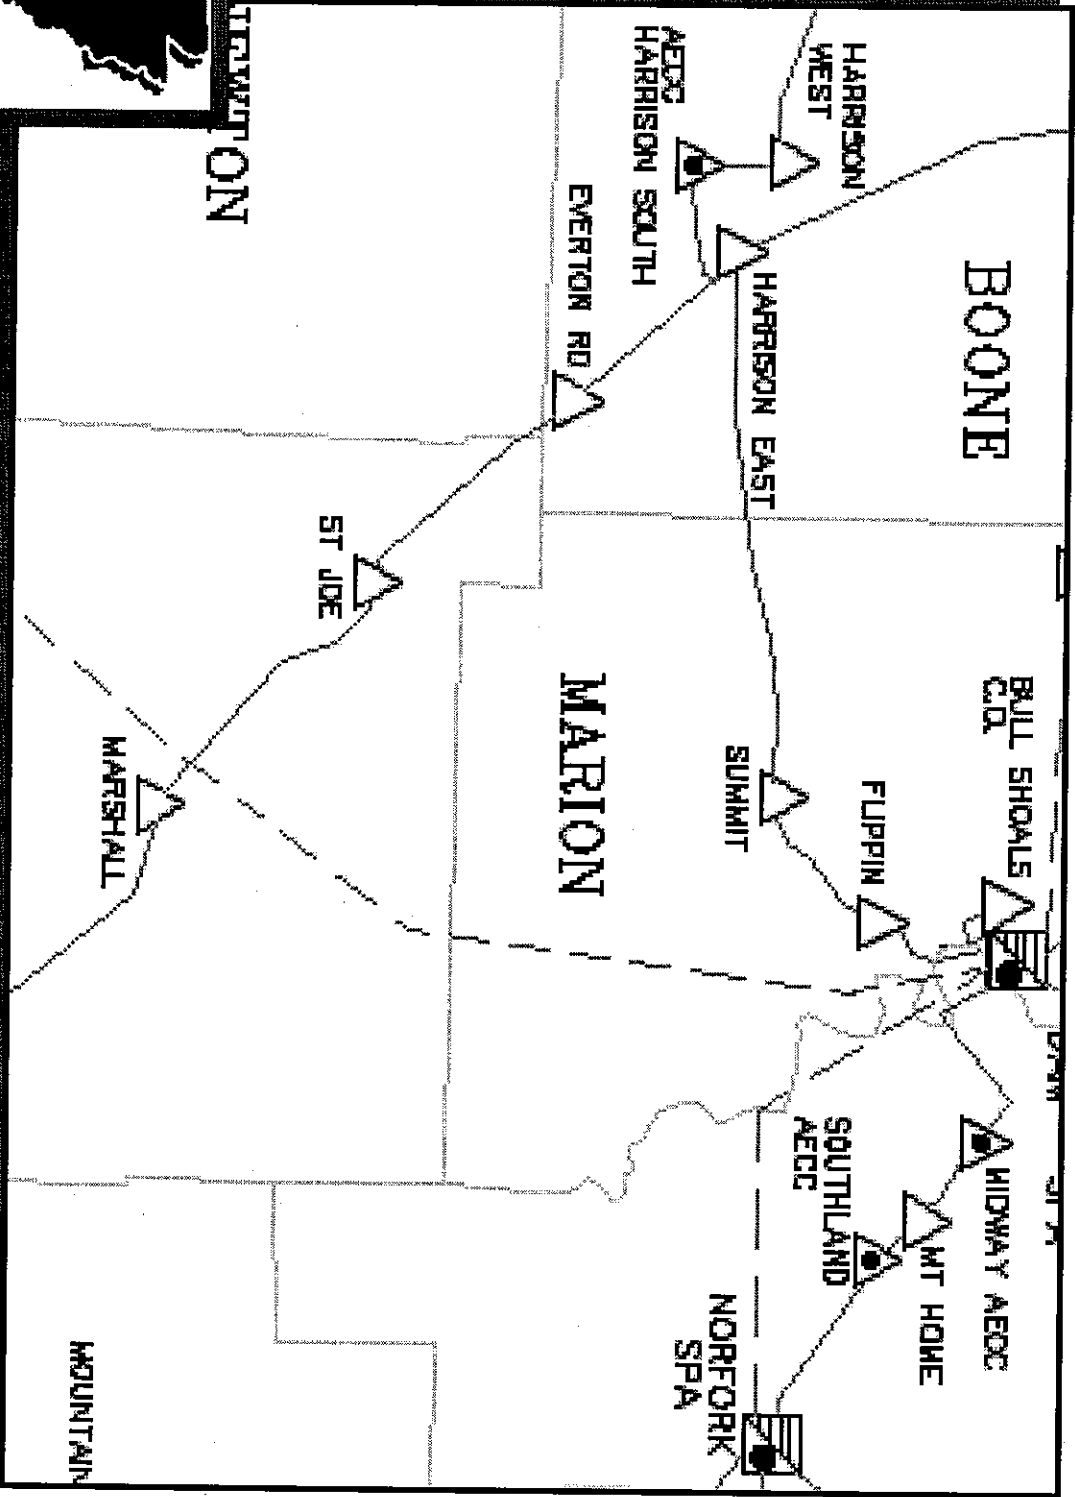 HARRISON
WEST
AECC
HARRISON SOUTH
BOONE
HARRISON EAST
EVERTON RD
ST JOE
MARSHALL
MARION
SUMMIT
FLIPPIN
BULL SHOALS
C.D.
MIDWAY AECC
MT HOME
SOUTHLAND
AECC
NORFORK
SPA
MOUNTAIN